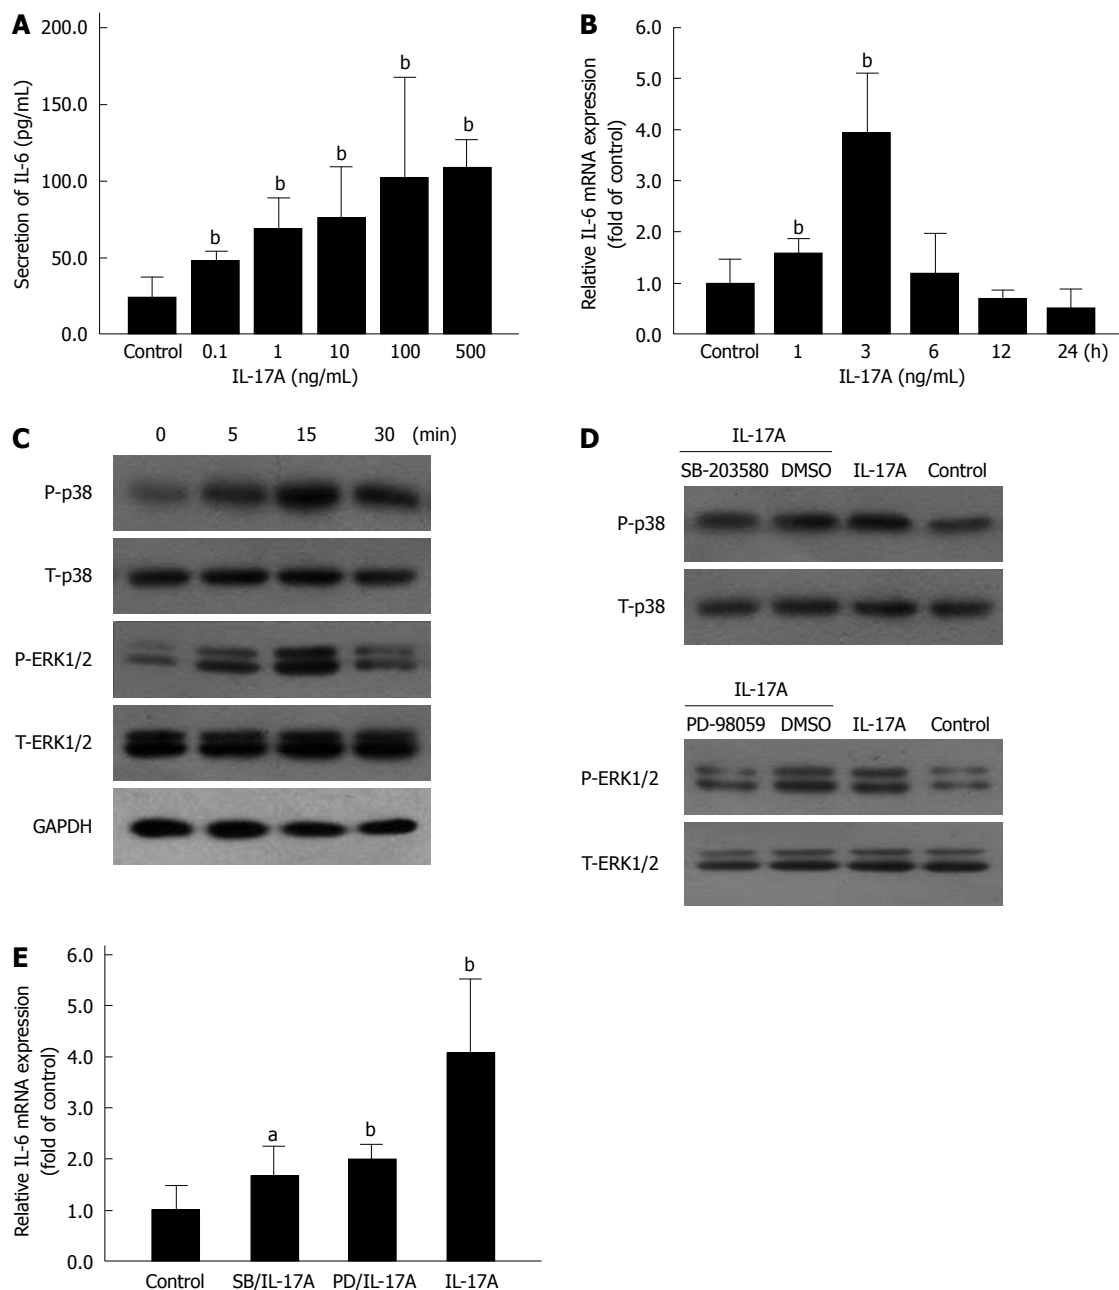 A
Secretion of IL-6 (pg/mL)
200.0
150.0
100.0
50.0
0.0
b
b
b
b
b
Control 0.1 1 10 100 500
IL-17A (ng/mL)
B
Relative IL-6 mRNA expression
(fold of control)
6.0
5.0
4.0
3.0
2.0
1.0
0.0
b
b
Control 1 3 6 12 24 (h)
IL-17A (ng/mL)
C
0 5 15 30 (min)
P-p38
T-p38
P-ERK1/2
T-ERK1/2
GAPDH
D
IL-17A
SB-203580 DMSO IL-17A Control
P-p38
T-p38
IL-17A
PD-98059 DMSO IL-17A Control
P-ERK1/2
T-ERK1/2
E
Relative IL-6 mRNA expression
(fold of control)
6.0
5.0
4.0
3.0
2.0
1.0
0.0
a
b
b
Control SB/IL-17A PD/IL-17A IL-17A